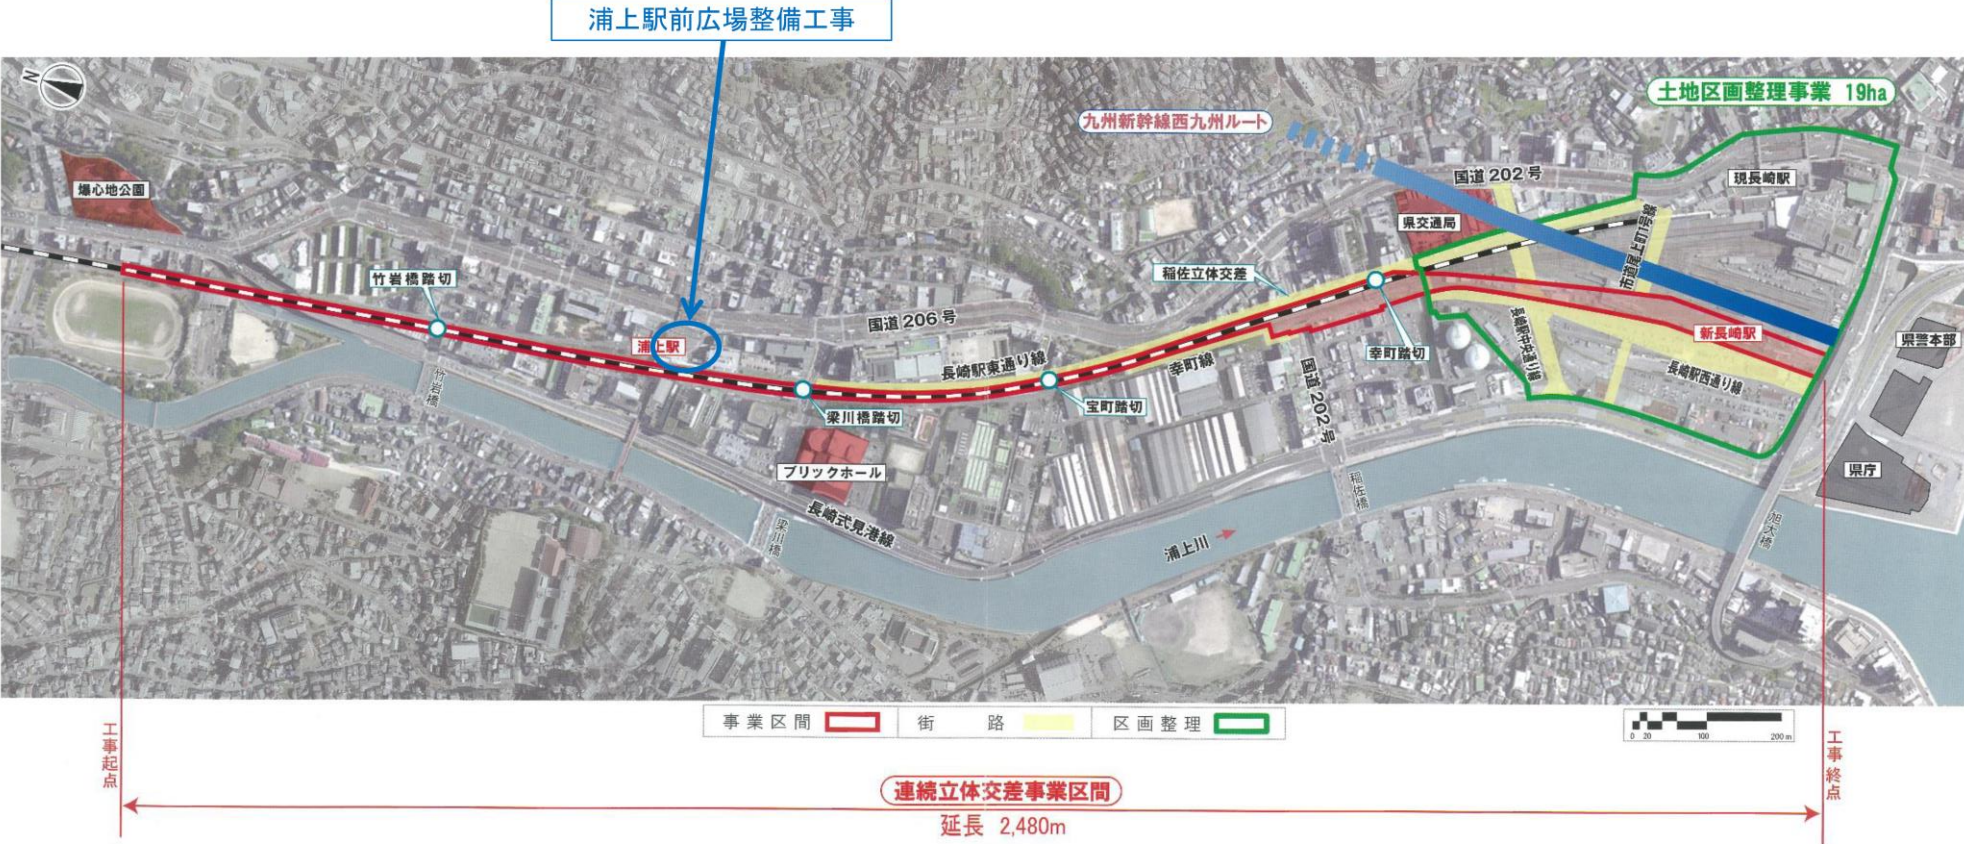 浦上駅前広場整備工事
N
土地区画整理事業 19ha
九州新幹線西九州ルート
国道 202 号
現長崎駅
爆心地公園
県交通局
市道尾上町1号線
竹岩橋踏切
稲佐立体交差
国道 206 号
浦上駅
新長崎駅
県警本部
長崎駅東通り線
幸町線
幸町踏切
長崎駅中央通り線
長崎駅西通り線
竹岩橋
国道 202 号
宝町踏切
梁川橋踏切
ブリックホール
県庁
稲佐橋
長崎式見港線
梁川橋
浦上川
旭大橋
事業区間
街路
区画整理
0 20 100 200 m
工事起点
工事終点
連続立体交差事業区間
延長 2,480m